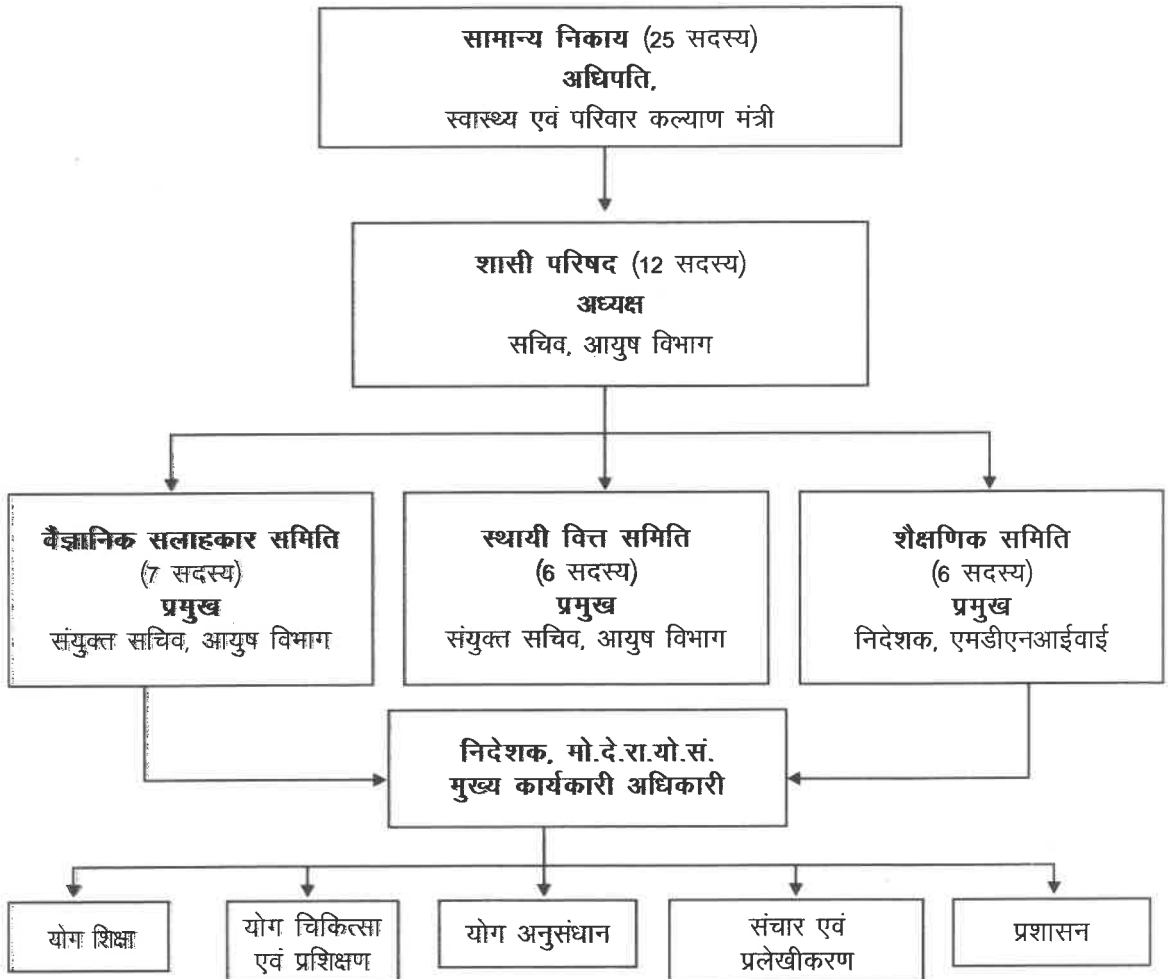 सामान्य निकाय (25 सदस्य)
अधिपति,
स्वास्थ्य एवं परिवार कल्याण मंत्री
शासी परिषद (12 सदस्य)
अध्यक्ष
सचिव, आयुष विभाग
वैज्ञानिक सलाहकार समिति
(7 सदस्य)
प्रमुख
संयुक्त सचिव, आयुष विभाग
स्थायी वित्त समिति
(6 सदस्य)
प्रमुख
संयुक्त सचिव, आयुष विभाग
शैक्षणिक समिति
(6 सदस्य)
प्रमुख
निदेशक, एमडीएनआईवाई
निदेशक, मो.दे.रा.यो.सं.
मुख्य कार्यकारी अधिकारी
योग शिक्षा
योग चिकित्सा
एवं प्रशिक्षण
योग अनुसंधान
संचार एवं
प्रलेखीकरण
प्रशासन